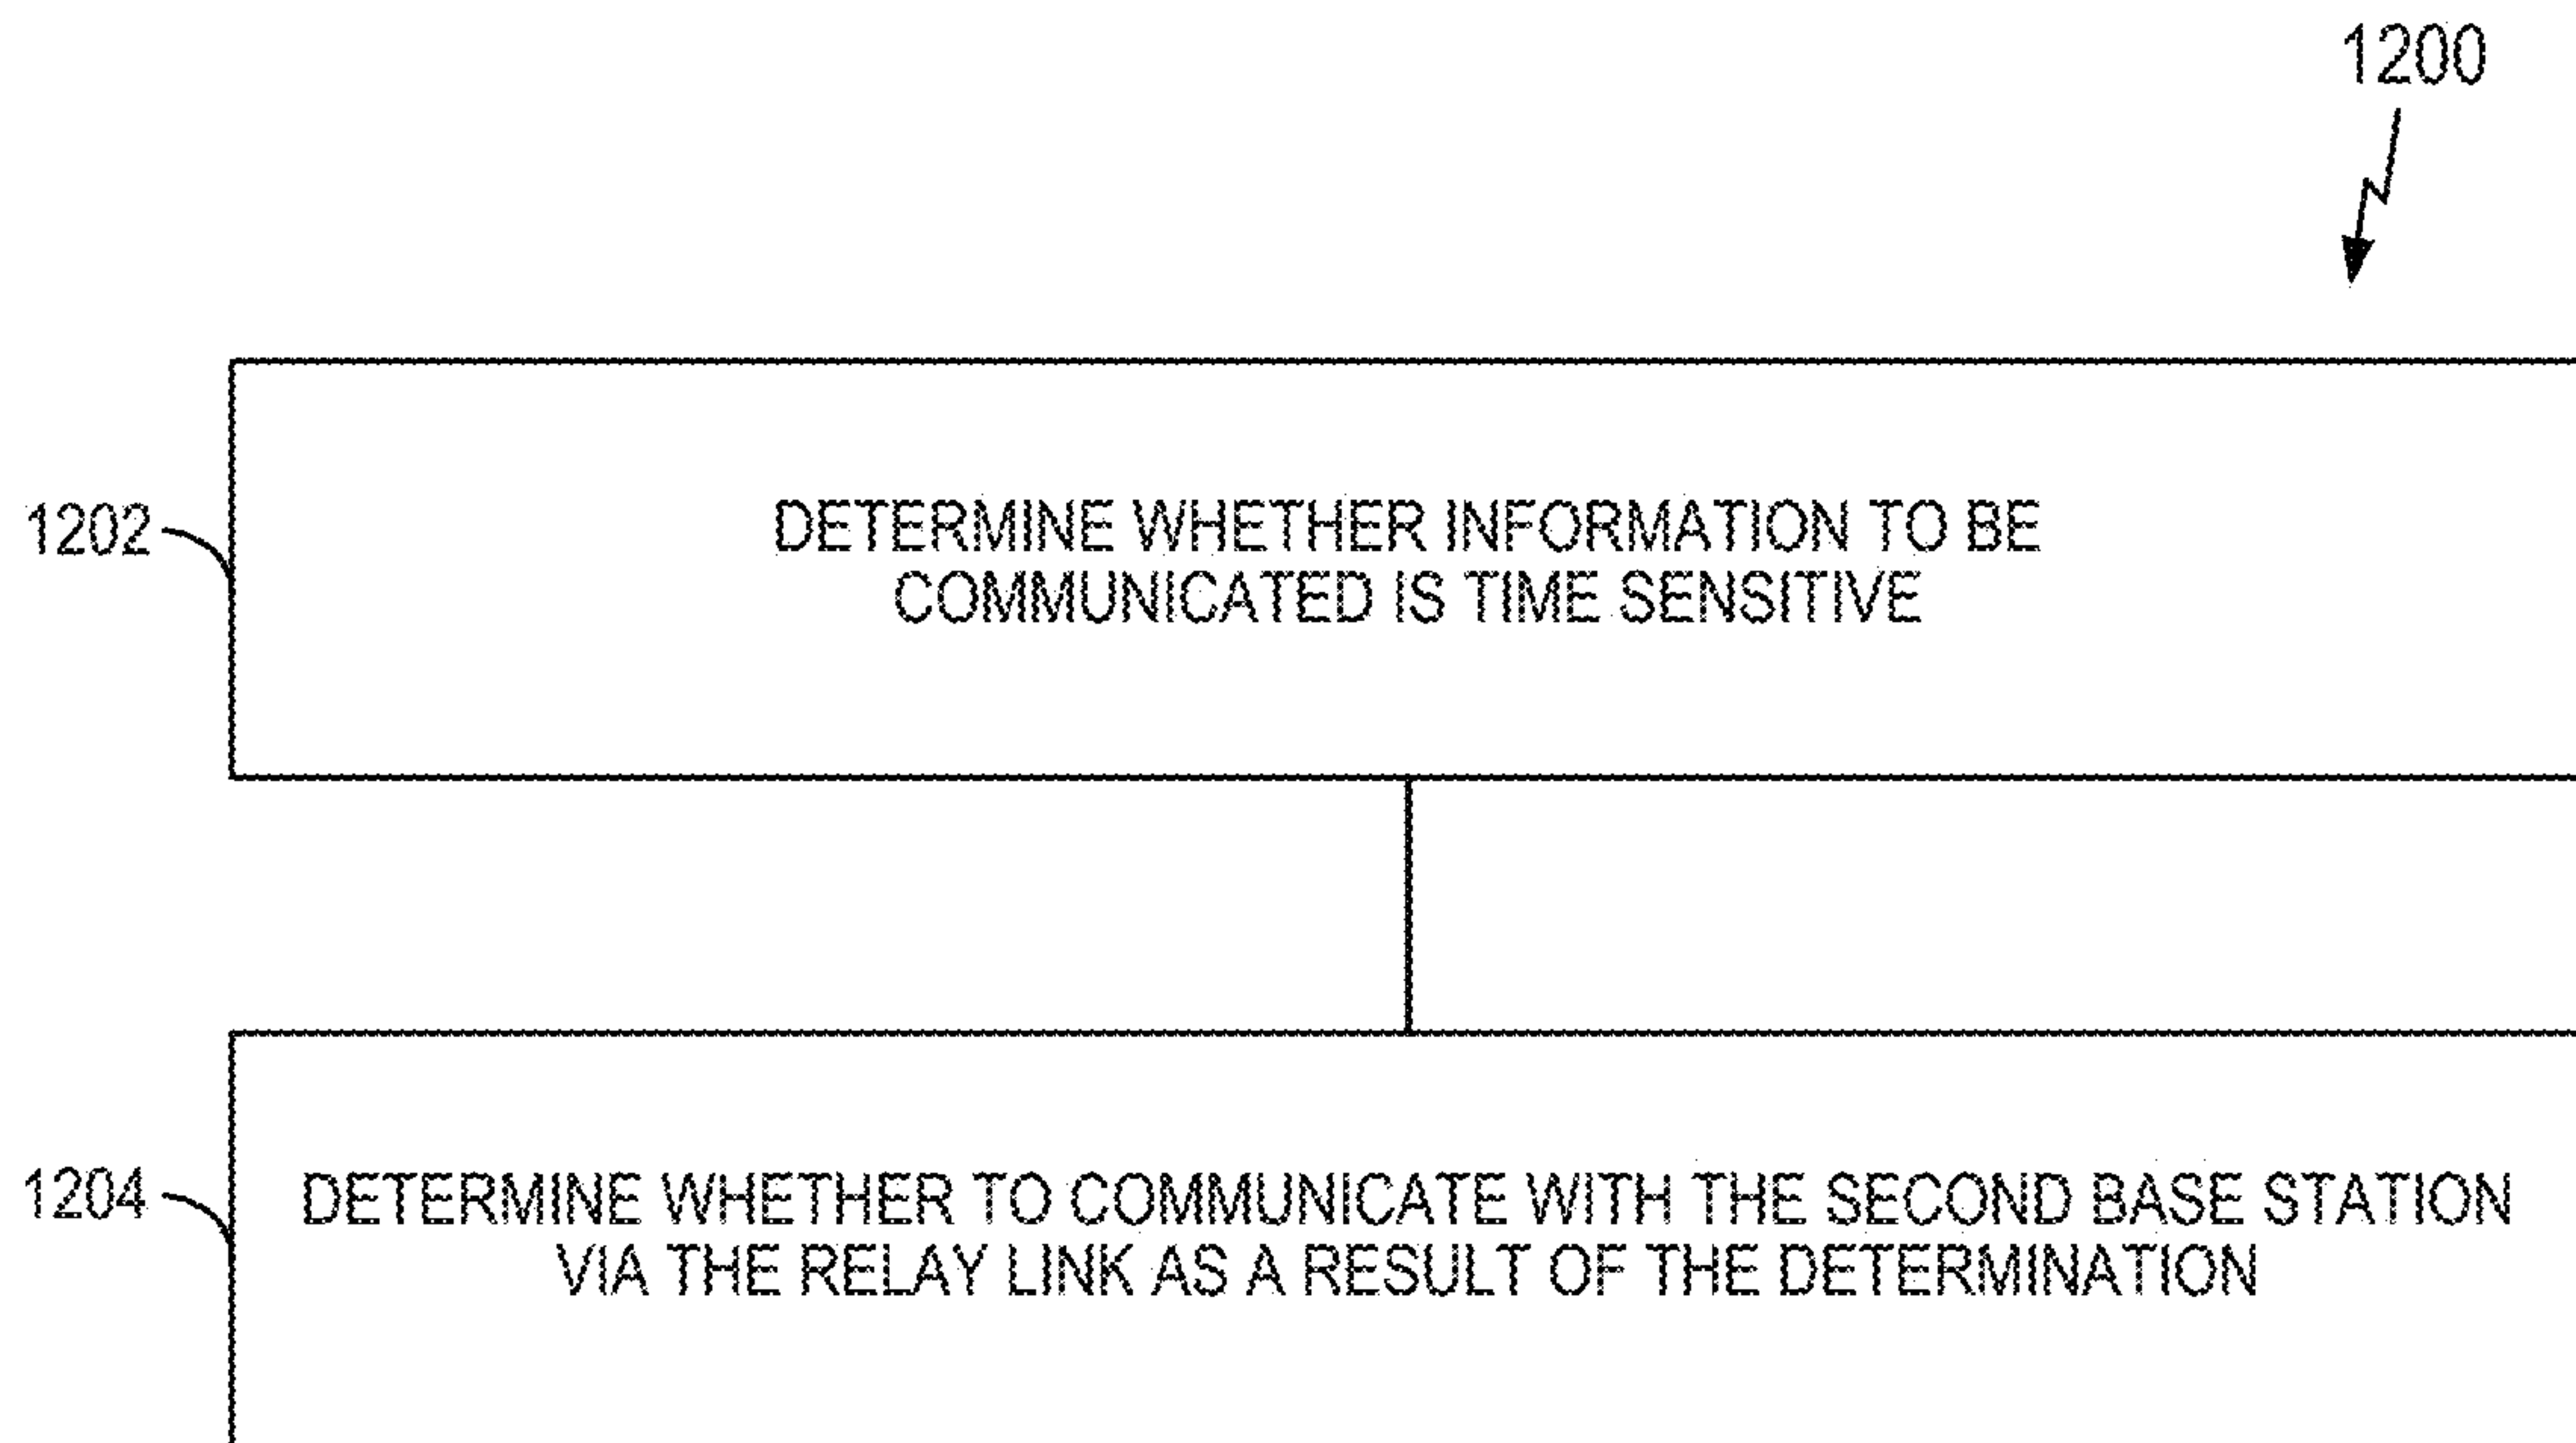 1200
1202
DETERMINE WHETHER INFORMATION TO BE
COMMUNICATED IS TIME SENSITIVE
1204
DETERMINE WHETHER TO COMMUNICATE WITH THE SECOND BASE STATION
VIA THE RELAY LINK AS A RESULT OF THE DETERMINATION